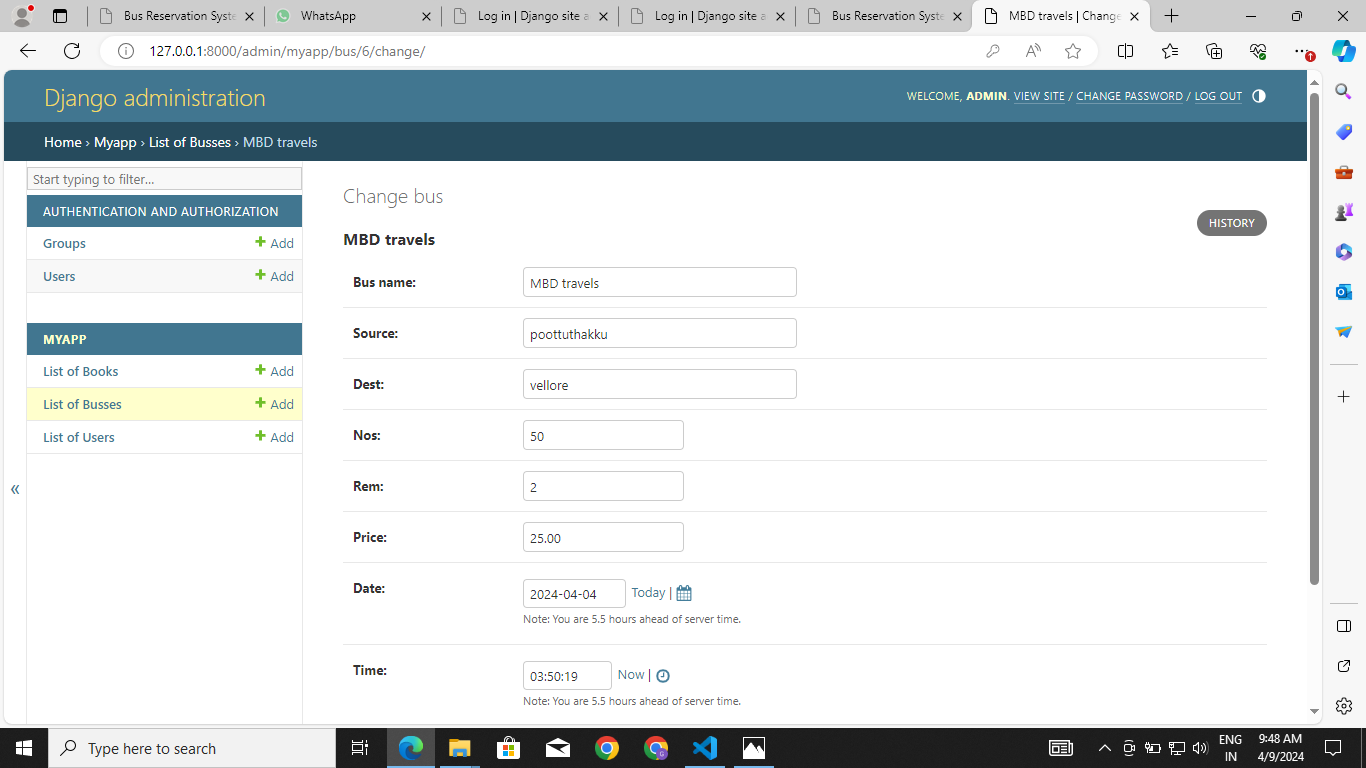 Bus Reservation Syste
WhatsApp
Log in | Django site a
Log in | Django site a
Bus Reservation Syste
MBD travels | Change
127.0.0.1:8000/admin/myapp/bus/6/change/
Django administration
WELCOME, ADMIN. VIEW SITE / CHANGE PASSWORD / LOG OUT
Home › Myapp › List of Busses › MBD travels
Start typing to filter...
AUTHENTICATION AND AUTHORIZATION
Groups + Add
Users + Add
MYAPP
List of Books + Add
List of Busses + Add
List of Users + Add
«
Change bus
HISTORY
MBD travels
Bus name: MBD travels
Source: poottuthakku
Dest: vellore
Nos: 50
Rem: 2
Price: 25.00
Date: 2024-04-04 Today |
Note: You are 5.5 hours ahead of server time.
Time: 03:50:19 Now |
Note: You are 5.5 hours ahead of server time.
Type here to search
ENG
IN
9:48 AM
4/9/2024